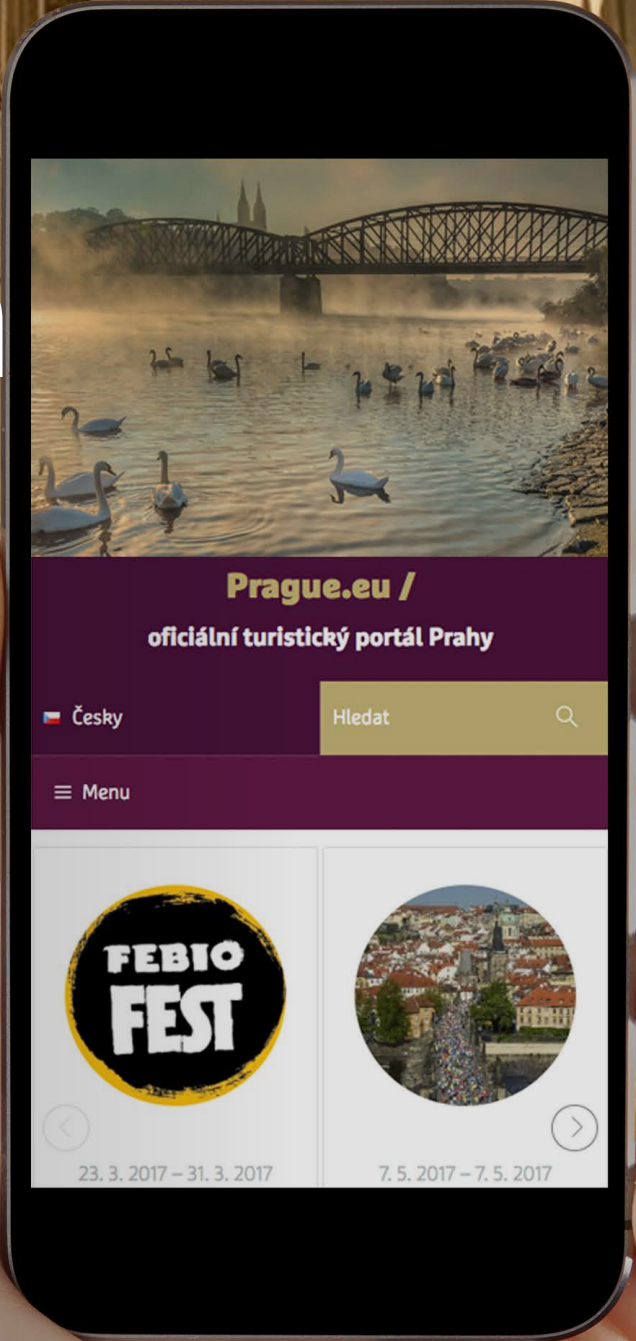 Prague.eu /
oficiální turistický portál Prahy
Česky
Hledat
Menu
FEBIO
FEST
23. 3. 2017 – 31. 3. 2017
7. 5. 2017 – 7. 5. 2017